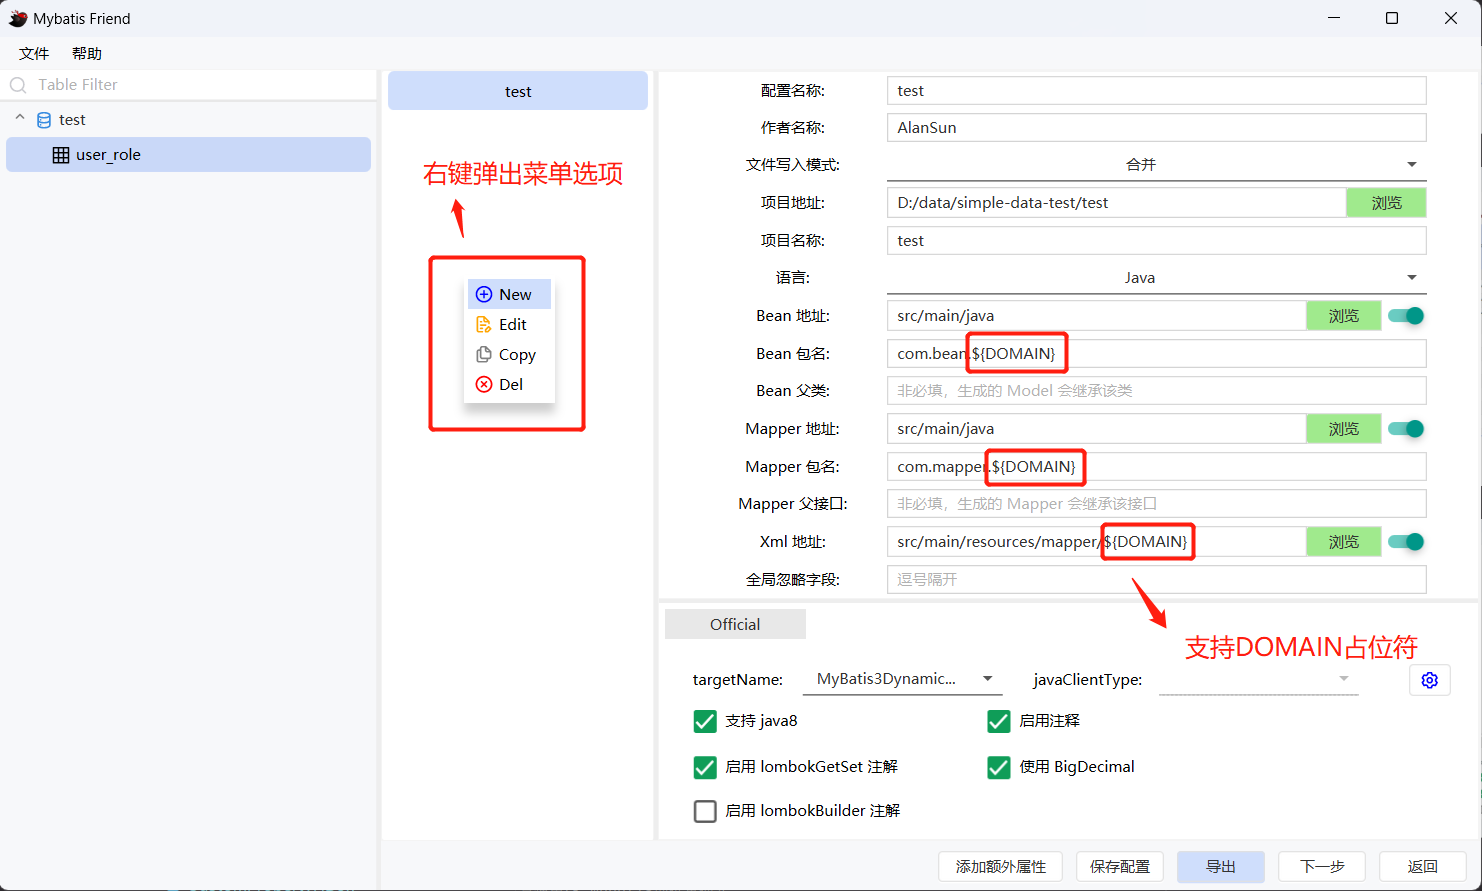 Mybatis Friend
文件 帮助
Table Filter
test
user_role
test
右键弹出菜单选项
New
Edit
Copy
Del
配置名称: test
作者名称: AlanSun
文件写入模式: 合并
项目地址: D:/data/simple-data-test/test 浏览
项目名称: test
语言: Java
Bean 地址: src/main/java 浏览
Bean 包名: com.bean.${DOMAIN}
Bean 父类: 非必填，生成的 Model 会继承该类
Mapper 地址: src/main/java 浏览
Mapper 包名: com.mapper.${DOMAIN}
Mapper 父接口: 非必填，生成的 Mapper 会继承该接口
Xml 地址: src/main/resources/mapper/${DOMAIN} 浏览
全局忽略字段: 逗号隔开
Official
支持DOMAIN占位符
targetName: MyBatis3Dynamic... javaClientType:
支持 java8 启用注释
启用 lombokGetSet 注解 使用 BigDecimal
启用 lombokBuilder 注解
添加额外属性 保存配置 导出 下一步 返回